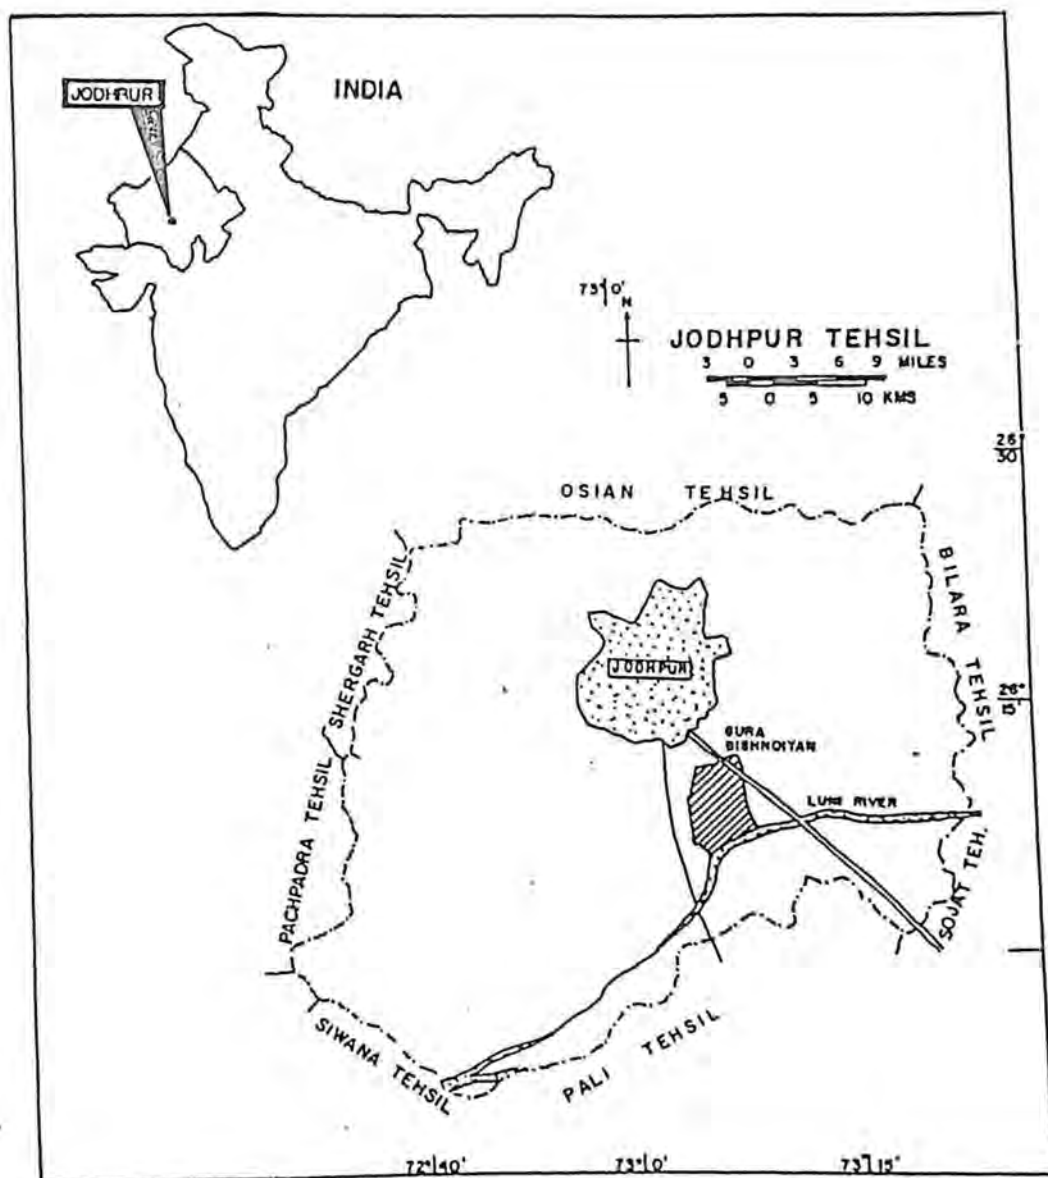 JODHPUR
INDIA
73°0'
N
JODHPUR TEHSIL
3 0 3 6 9 MILES
5 0 5 10 KMS
26
30
OSIAN TEHSIL
BILARA TEHSIL
SHERGARH TEHSIL
JODHPUR
26°
15'
GURA
BISHNOIYAN
PACHPADRA TEHSIL
LUNI RIVER
SOJAT TEH.
SIWANA TEHSIL
PALI TEHSIL
72°40'
73°0'
73°15'